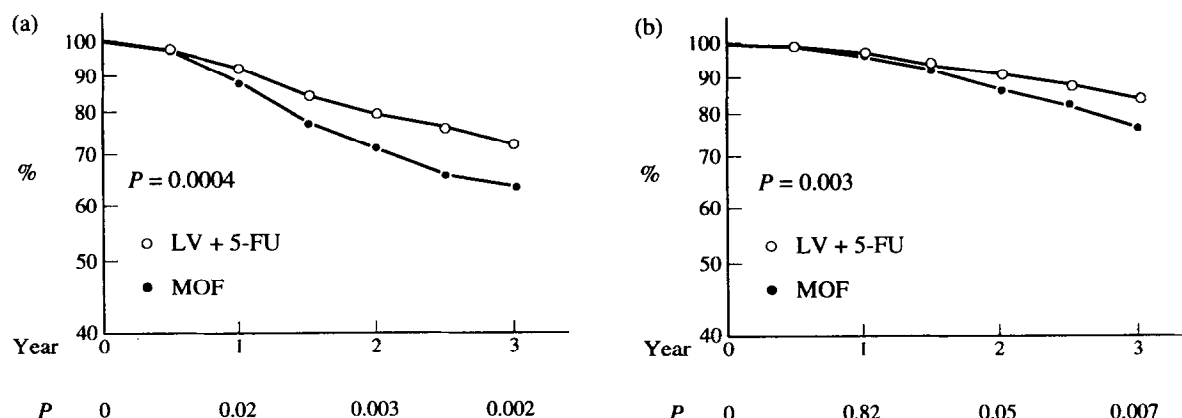 (a)
100
90
80
70
%
60
50
40
P = 0.0004
LV + 5-FU
MOF
Year 0 1 2 3
P 0 0.02 0.003 0.002
(b)
100
90
80
70
%
60
50
40
P = 0.003
LV + 5-FU
MOF
Year 0 1 2 3
P 0 0.82 0.05 0.007